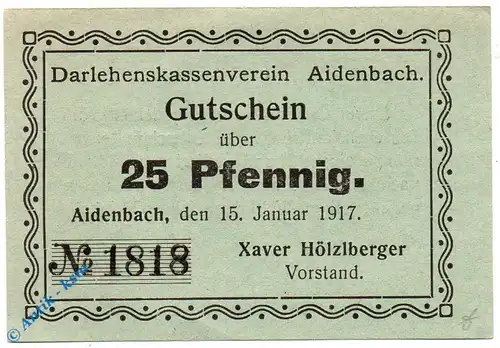 Darlehenskassenverein Aidenbach.
Gutschein
über
25 Pfennig.
Aidenbach, den 15. Januar 1917.
№ 1818
Xaver Hölzlberger
Vorstand.